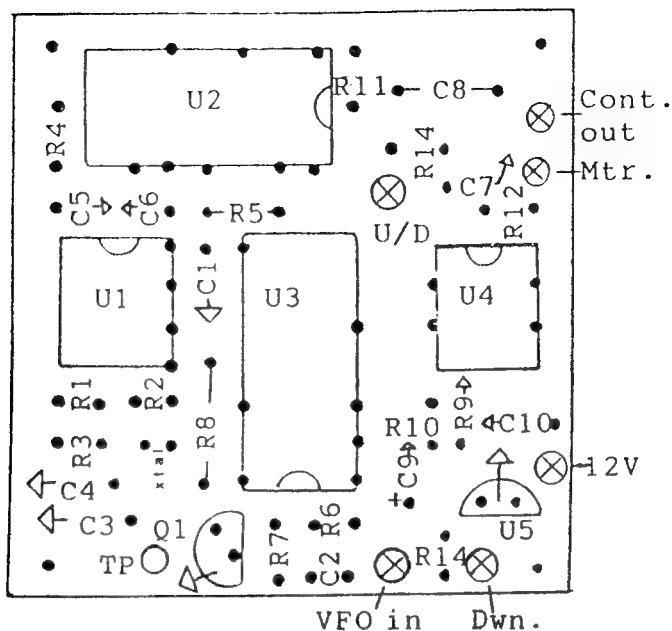 U2
R11
C8
Cont.
out
R4
R14
Mtr.
C7
R12
C5
C6
R5
U/D
U1
C1
U3
U4
R1
R2
R8
R9
R10
C10
R3
xtal
C9
+
12V
C4
C3
Q1
R7
R6
U5
TP
C2
R14
VFO in
Dwn.